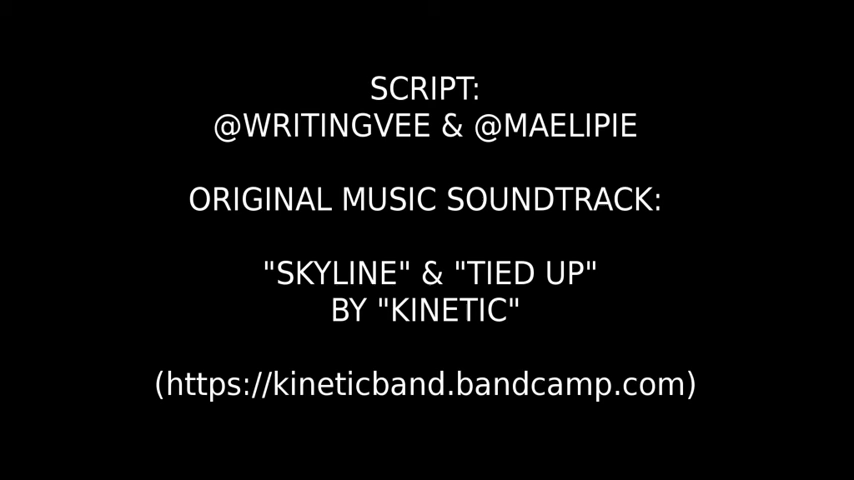 SCRIPT:
@WRITINGVEE & @MAELIPIE
ORIGINAL MUSIC SOUNDTRACK:
"SKYLINE" & "TIED UP"
BY "KINETIC"
(https://kineticband.bandcamp.com)